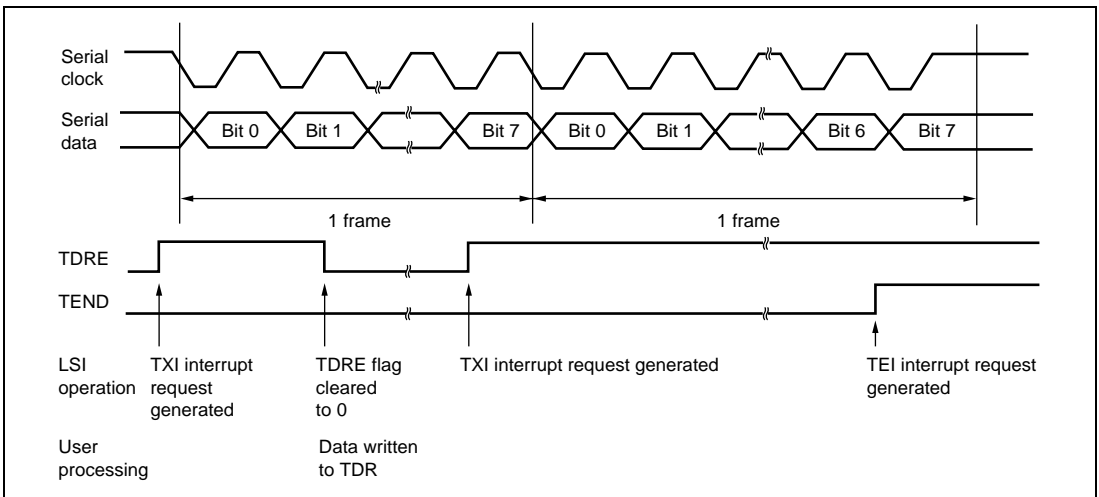 Serial
clock
Serial
data
Bit 0 Bit 1 Bit 7 Bit 0 Bit 1 Bit 6 Bit 7
1 frame 1 frame
TDRE
TEND
LSI
operation
TXI interrupt
request
generated
TDRE flag
cleared
to 0
TXI interrupt request generated
TEI interrupt request
generated
User
processing
Data written
to TDR